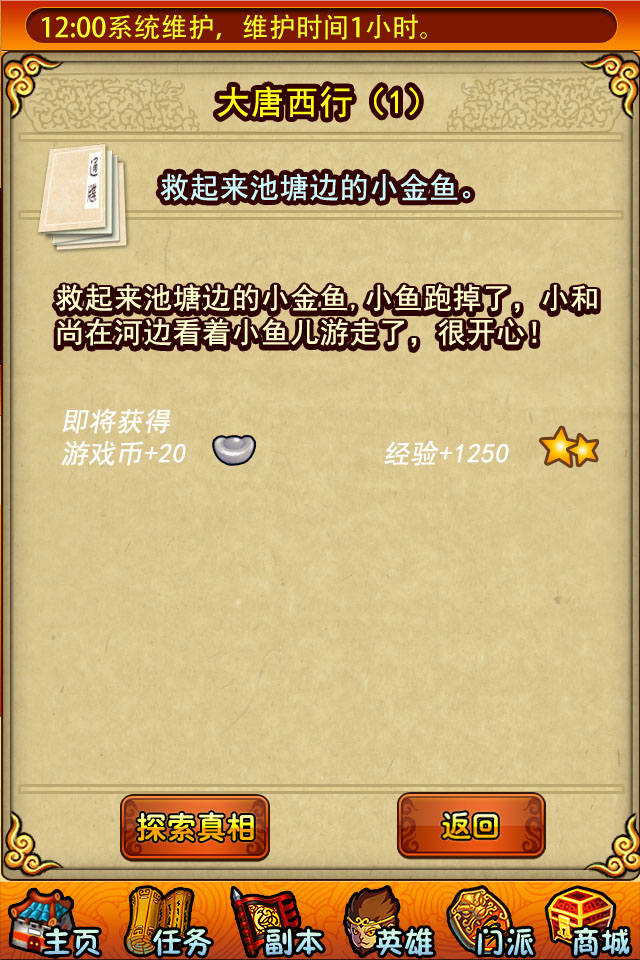 12:00系统维护，维护时间1小时。
大唐西行（1）
救起来池塘边的小金鱼。
救起来池塘边的小金鱼,小鱼跑掉了，小和
尚在河边看着小鱼儿游走了，很开心！
即将获得
游戏币+20
经验+1250
探索真相
返回
主页
任务
副本
英雄
门派
商城